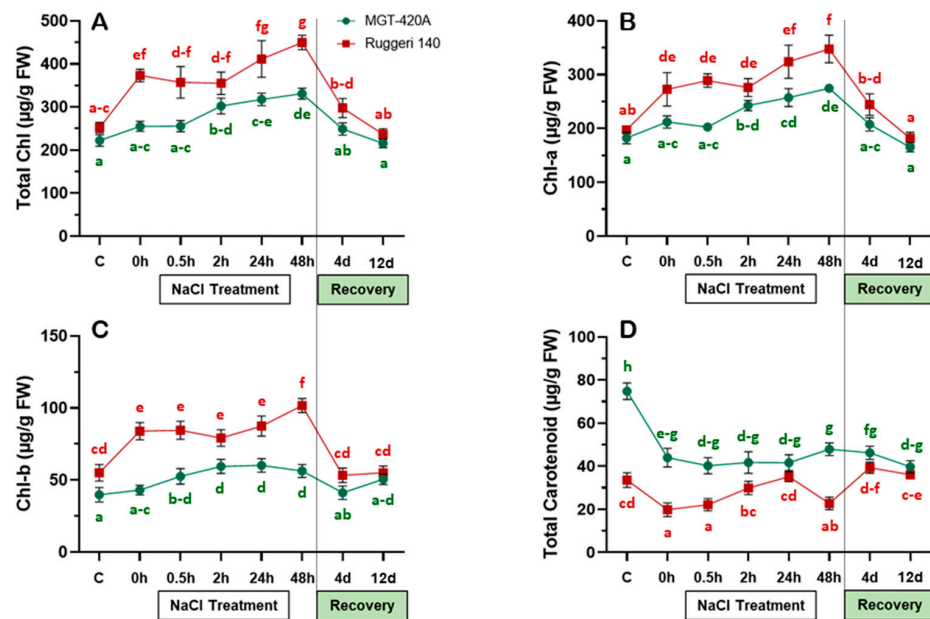 A
MGT-420A
Ruggeri 140
Total Chl (µg/g FW)
500
400
300
200
100
0
a-c
ef
d-f
d-f
fg
g
b-d
ab
a
a-c
a-c
b-d
c-e
de
ab
a
C
0h
0.5h
2h
24h
48h
4d
12d
NaCl Treatment
Recovery
B
Chl-a (µg/g FW)
400
300
200
100
0
ab
de
de
de
ef
f
b-d
a
a
a-c
a-c
b-d
cd
de
a-c
a
C
0h
0.5h
2h
24h
48h
4d
12d
NaCl Treatment
Recovery
C
Chl-b (µg/g FW)
150
100
50
0
cd
e
e
e
e
f
cd
cd
a
a-c
b-d
d
d
d
ab
a-d
C
0h
0.5h
2h
24h
48h
4d
12d
NaCl Treatment
Recovery
D
Total Carotenoid (µg/g FW)
100
80
60
40
20
0
h
e-g
d-g
d-g
d-g
g
fg
d-g
cd
a
a
bc
cd
ab
d-f
c-e
C
0h
0.5h
2h
24h
48h
4d
12d
NaCl Treatment
Recovery